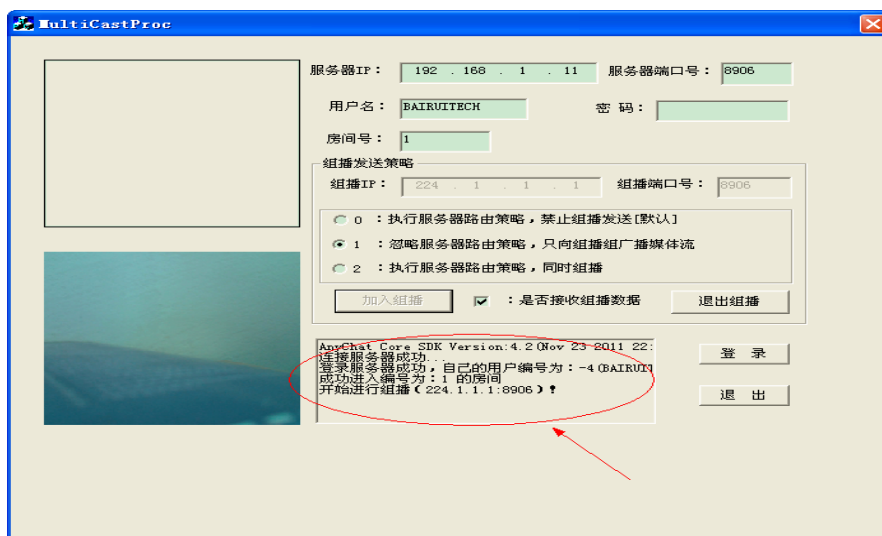 MultiCastProc
服务器IP： 192 . 168 . 1 . 11 服务器端口号： 8906
用户名： BAIRUITECH 密 码：
房间号： 1
组播发送策略
组播IP： 224 . 1 . 1 . 1 组播端口号： 8906
0 ：执行服务器路由策略，禁止组播发送[默认]
1 ：忽略服务器路由策略，只向组播组广播媒体流
2 ：执行服务器路由策略，同时组播
加入组播 ：是否接收组播数据 退出组播
AnyChat Core SDK Version:4.2(Nov 23 2011 22:
连接服务器成功...
登录服务器成功，自己的用户编号为：-4(BAIRUI
成功进入编号为：1 的房间
开始进行组播(224.1.1.1:8906)！
登 录
退 出